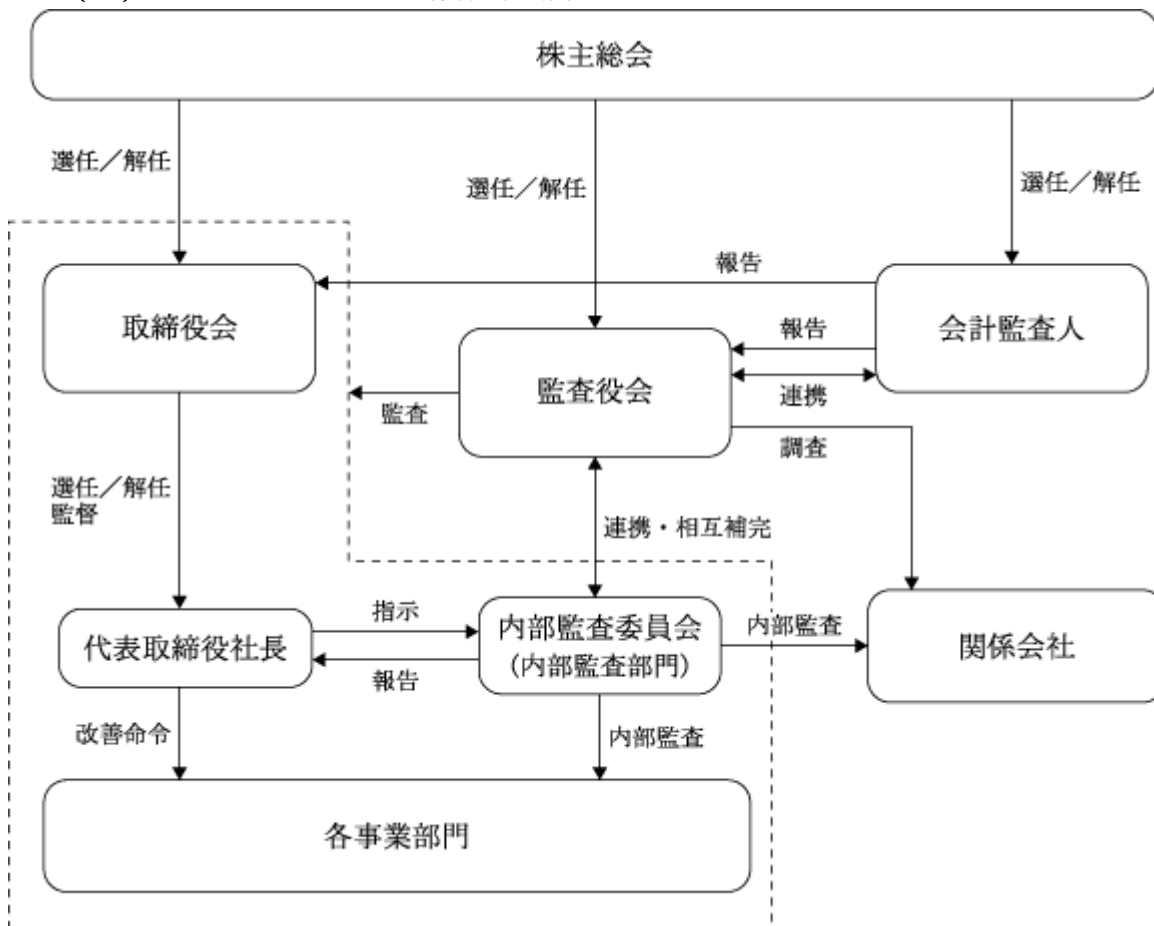 株主総会
選任／解任
選任／解任
選任／解任
報告
取締役会
会計監査人
報告
監査役会
監査
連携
調査
選任／解任
監督
連携・相互補完
指示
内部監査委員会
(内部監査部門)
内部監査
代表取締役社長
関係会社
報告
改善命令
内部監査
各事業部門